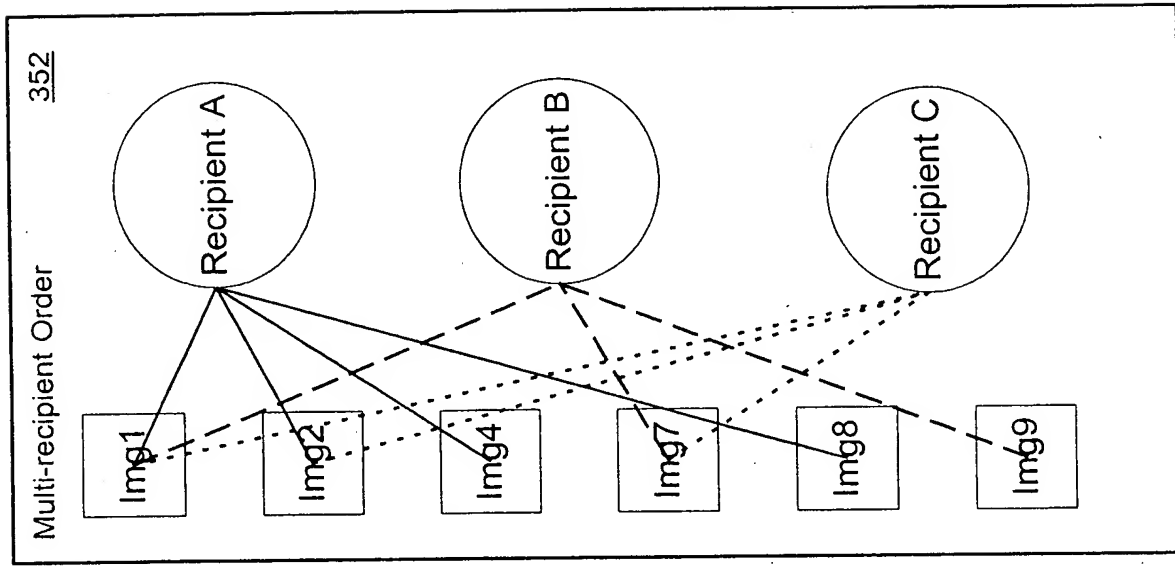 Multi-recipient Order
352
Img1
Img2
Img4
Img7
Img8
Img9
Recipient A
Recipient B
Recipient C